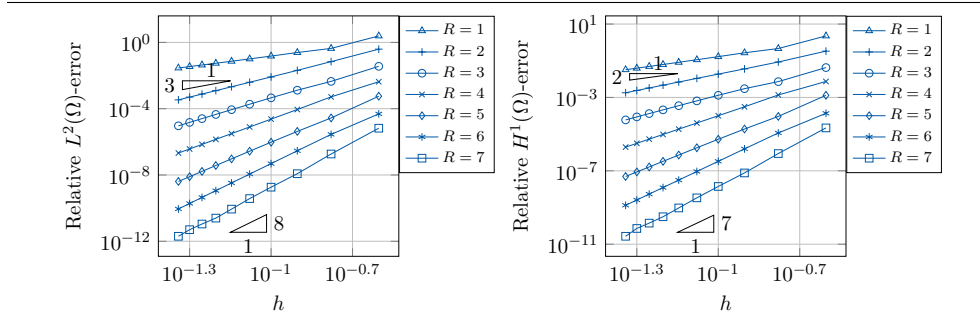 Relative $L^2(\Omega)$-error
$10^0$
$10^{-4}$
$10^{-8}$
$10^{-12}$
3
1
8
1
$10^{-1.3}$ $10^{-1}$ $10^{-0.7}$
$h$
$R = 1$
$R = 2$
$R = 3$
$R = 4$
$R = 5$
$R = 6$
$R = 7$
Relative $H^1(\Omega)$-error
$10^1$
$10^{-3}$
$10^{-7}$
$10^{-11}$
2
1
7
1
$10^{-1.3}$ $10^{-1}$ $10^{-0.7}$
$h$
$R = 1$
$R = 2$
$R = 3$
$R = 4$
$R = 5$
$R = 6$
$R = 7$